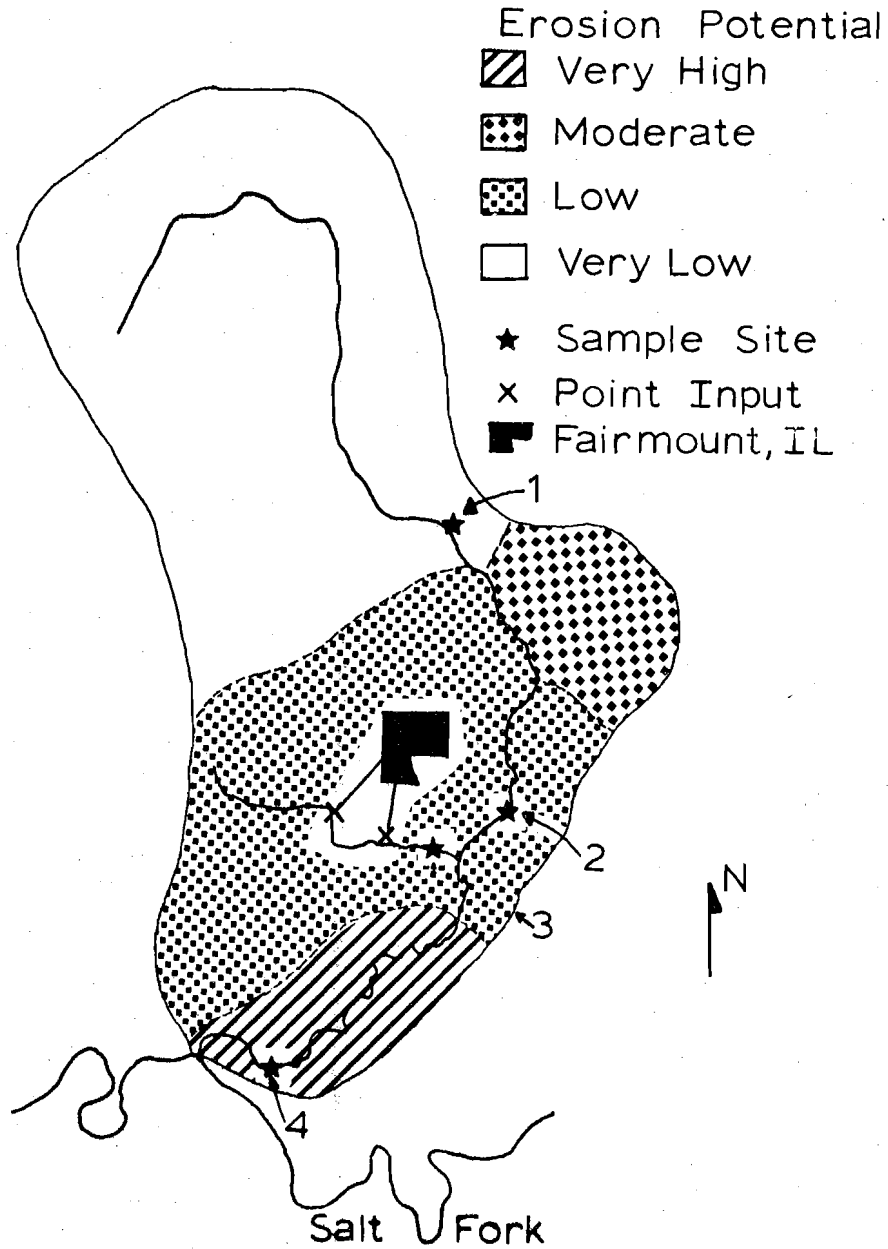 Erosion Potential
Very High
Moderate
Low
Very Low
Sample Site
Point Input
Fairmount, IL
1
2
N
3
4
Salt Fork